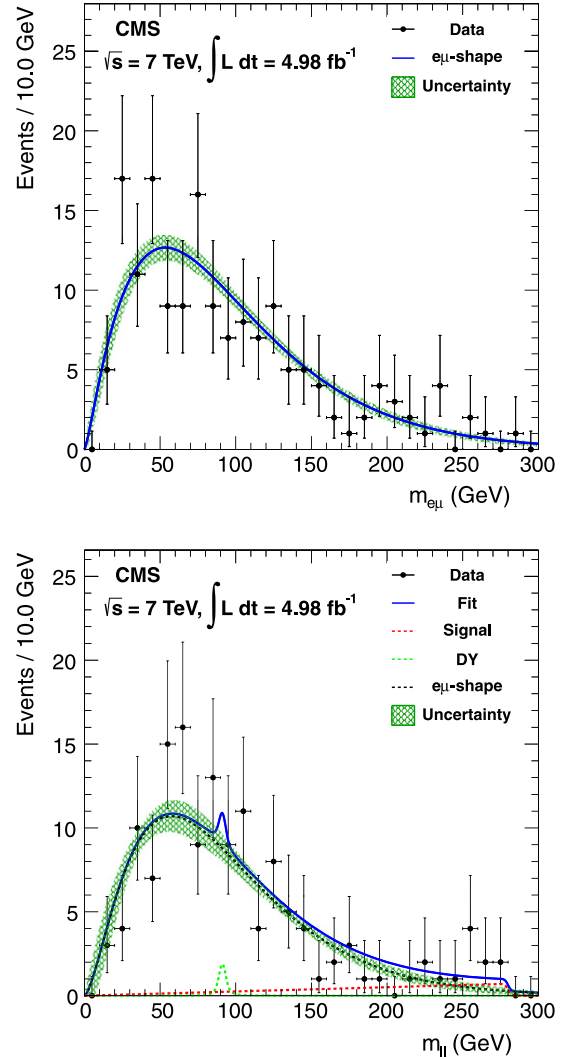 CMS
√s = 7 TeV, ∫ L dt = 4.98 fb⁻¹
Data
eμ-shape
Uncertainty
Events / 10.0 GeV
25
20
15
10
5
0
0 50 100 150 200 250 300
m_eμ (GeV)
CMS
√s = 7 TeV, ∫ L dt = 4.98 fb⁻¹
Data
Fit
Signal
DY
eμ-shape
Uncertainty
Events / 10.0 GeV
25
20
15
10
5
0
0 50 100 150 200 250 300
m_ll (GeV)